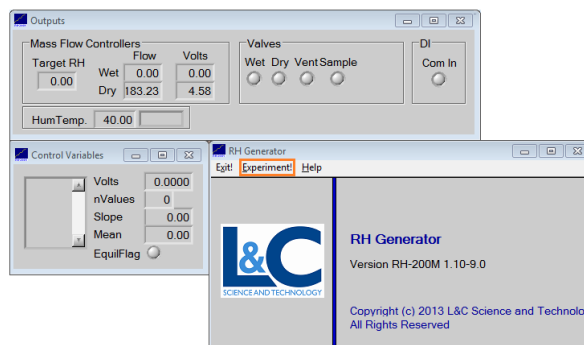 Outputs
Mass Flow Controllers
Target RH Flow Volts
0.00 Wet 0.00 0.00
Dry 183.23 4.58
Valves
Wet Dry Vent Sample
DI
Com In
HumTemp. 40.00
Control Variables
Volts 0.0000
nValues 0
Slope 0.00
Mean 0.00
EquilFlag
RH Generator
Exit! Experiment! Help
L&C
SCIENCE AND TECHNOLOGY
RH Generator
Version RH-200M 1.10-9.0
Copyright (c) 2013 L&C Science and Technolo
All Rights Reserved